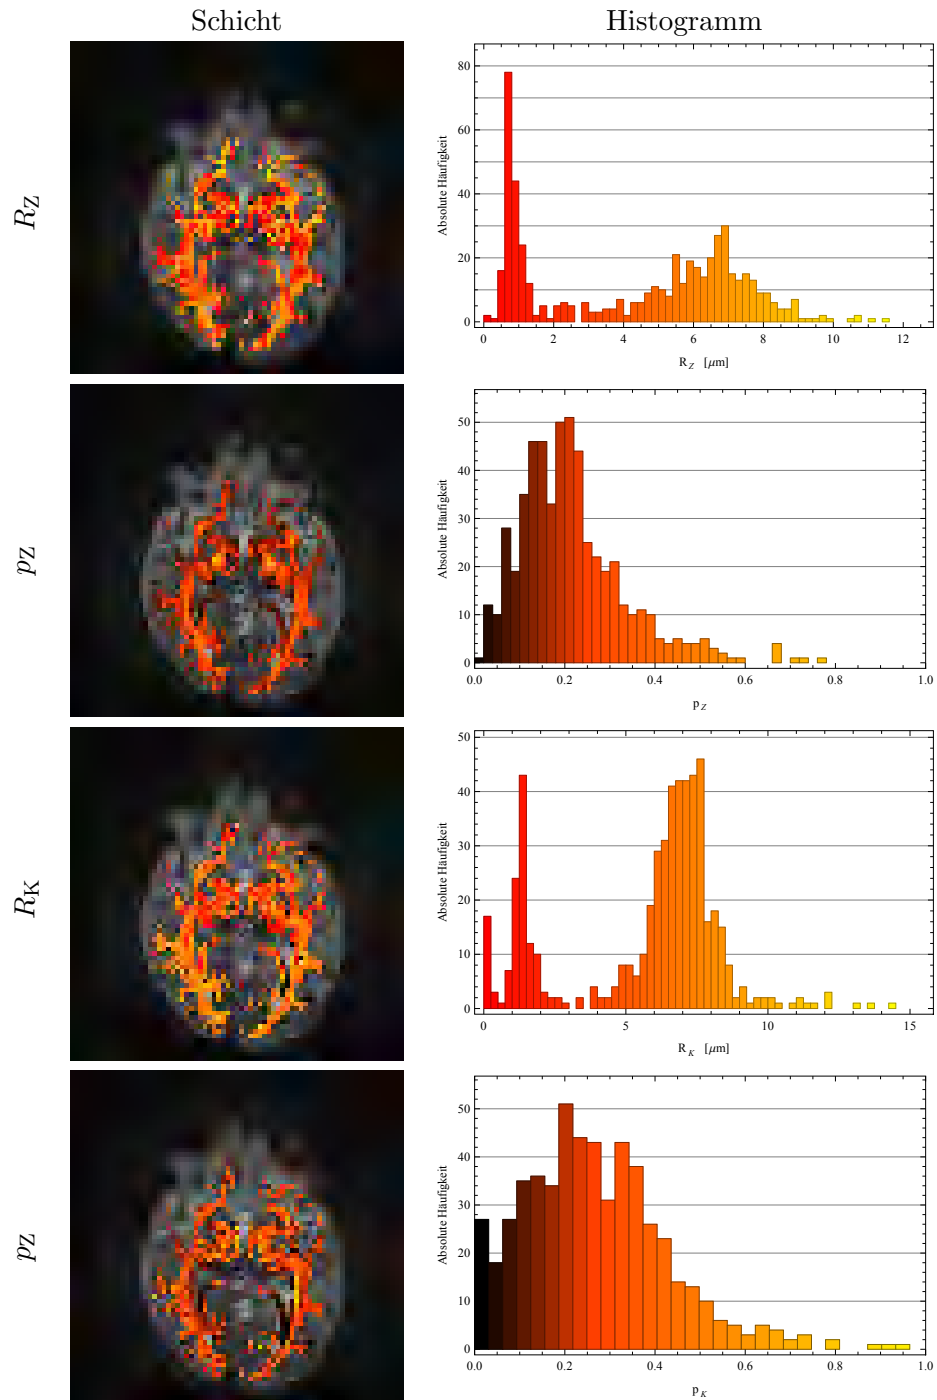 Schicht Histogramm
R_Z
Absolute Häufigkeit
80
60
40
20
0
0 2 4 6 8 10 12
R_Z [µm]
p_Z
Absolute Häufigkeit
50
40
30
20
10
0
0.0 0.2 0.4 0.6 0.8 1.0
p_Z
R_K
Absolute Häufigkeit
50
40
30
20
10
0
0 5 10 15
R_K [µm]
p_Z
Absolute Häufigkeit
50
40
30
20
10
0
0.0 0.2 0.4 0.6 0.8 1.0
p_K